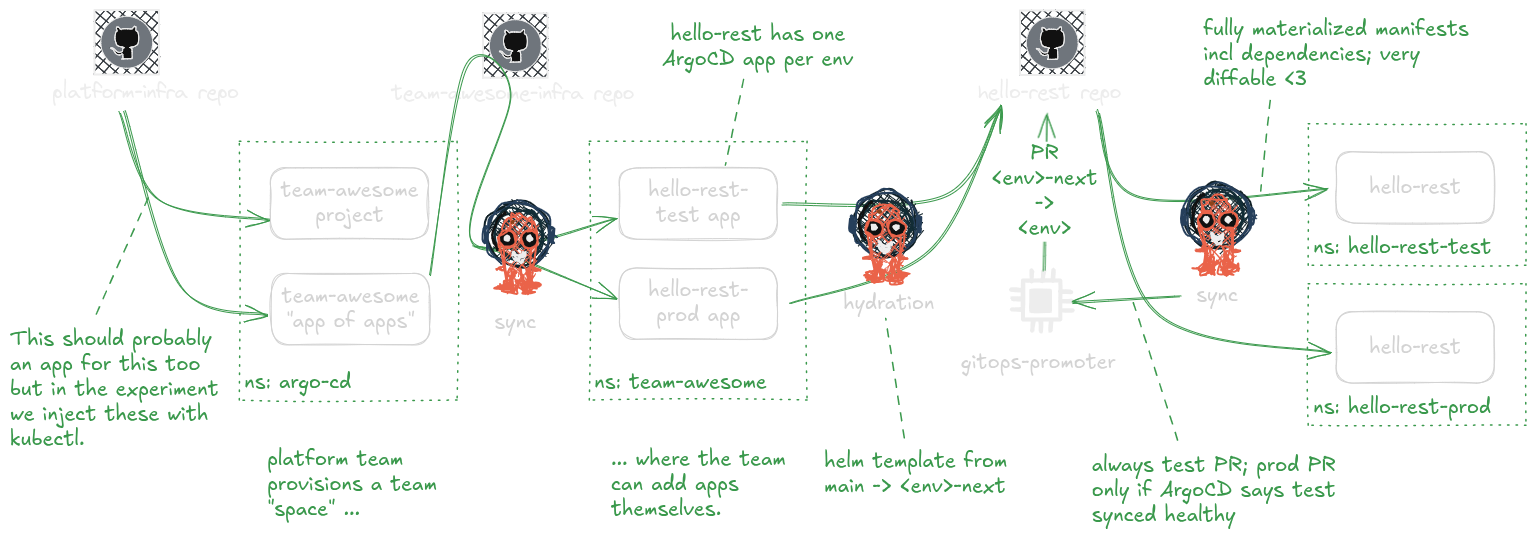 platform-infra repo
team-awesome-infra repo
hello-rest has one
ArgoCD app per env
hello-rest repo
fully materialized manifests
incl dependencies; very
diffable <3
team-awesome
project
team-awesome
"app of apps"
ns: argo-cd
sync
hello-rest-
test app
hello-rest-
prod app
ns: team-awesome
hydration
PR
<env>-next
->
<env>
gitops-promoter
sync
hello-rest
ns: hello-rest-test
hello-rest
ns: hello-rest-prod
This should probably
an app for this too
but in the experiment
we inject these with
kubectl.
platform team
provisions a team
"space" ...
... where the team
can add apps
themselves.
helm template from
main -> <env>-next
always test PR; prod PR
only if ArgoCD says test
synced healthy